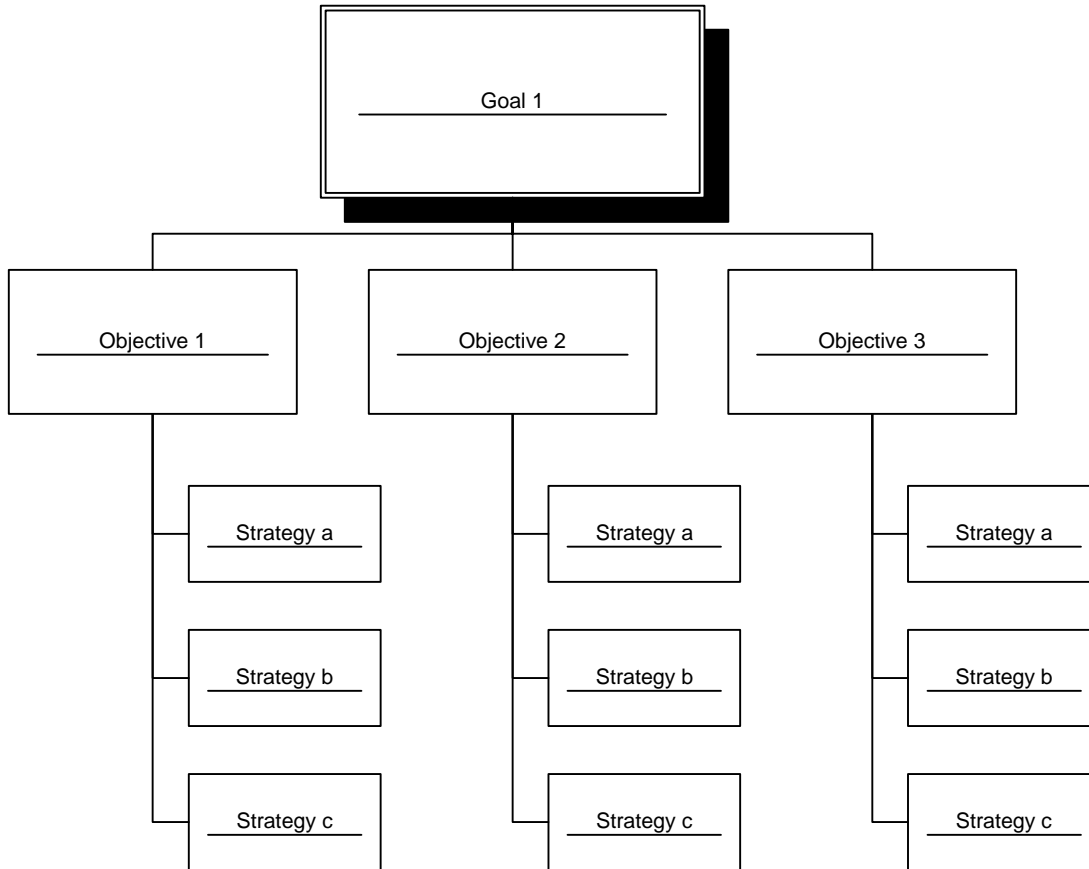 Goal 1
Objective 1
Objective 2
Objective 3
Strategy a
Strategy a
Strategy a
Strategy b
Strategy b
Strategy b
Strategy c
Strategy c
Strategy c